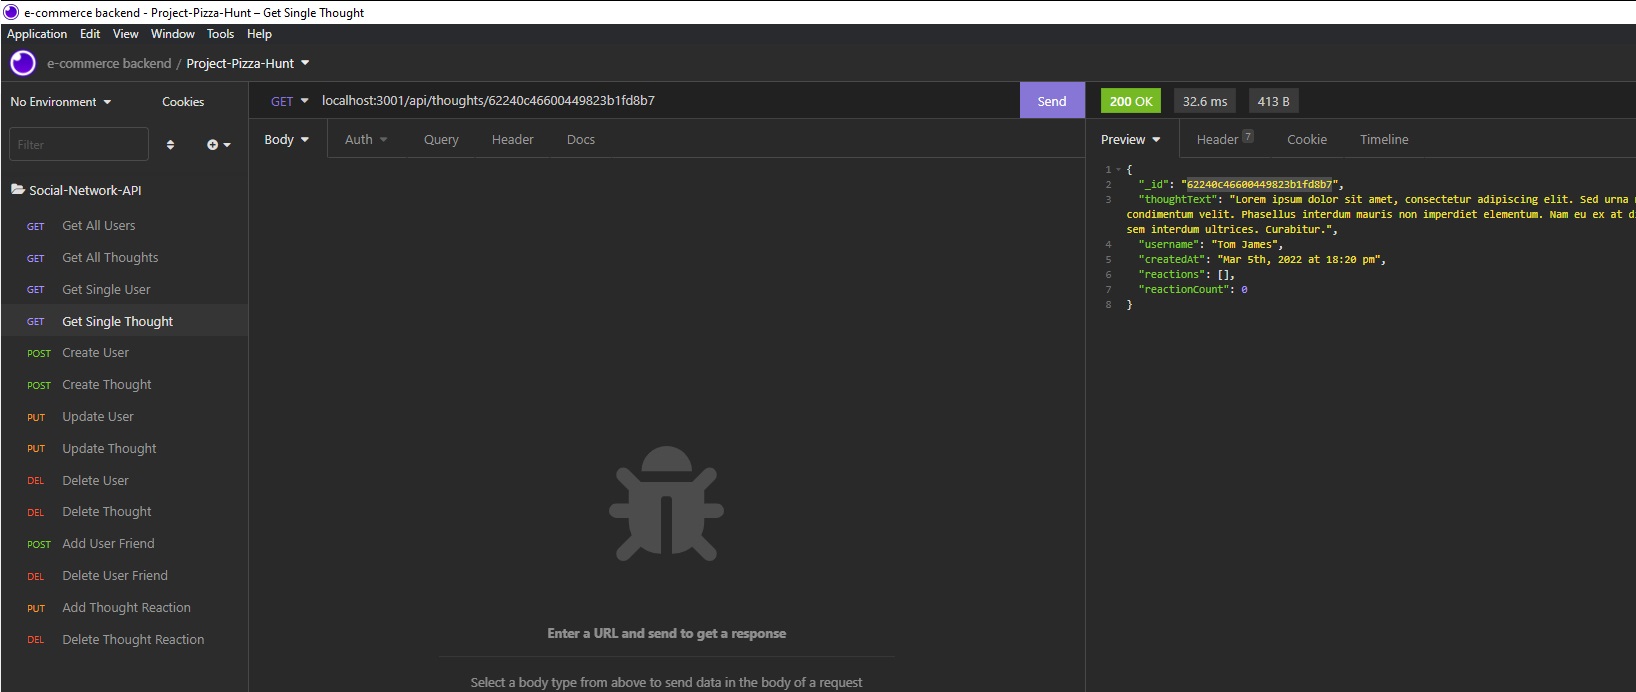 e-commerce backend - Project-Pizza-Hunt – Get Single Thought
Application Edit View Window Tools Help
e-commerce backend / Project-Pizza-Hunt
No Environment Cookies
GET localhost:3001/api/thoughts/62240c46600449823b1fd8b7 Send
200 OK 32.6 ms 413 B
Filter
Body Auth Query Header Docs
Preview Header 7 Cookie Timeline
Social-Network-API
GET Get All Users
GET Get All Thoughts
GET Get Single User
GET Get Single Thought
POST Create User
POST Create Thought
PUT Update User
PUT Update Thought
DEL Delete User
DEL Delete Thought
POST Add User Friend
DEL Delete User Friend
PUT Add Thought Reaction
DEL Delete Thought Reaction
Enter a URL and send to get a response
Select a body type from above to send data in the body of a request
1 {
2 "_id": "62240c46600449823b1fd8b7",
3 "thoughtText": "Lorem ipsum dolor sit amet, consectetur adipiscing elit. Sed urna
condimentum velit. Phasellus interdum mauris non imperdiet elementum. Nam eu ex at
sem interdum ultrices. Curabitur.",
4 "username": "Tom James",
5 "createdAt": "Mar 5th, 2022 at 18:20 pm",
6 "reactions": [],
7 "reactionCount": 0
8 }